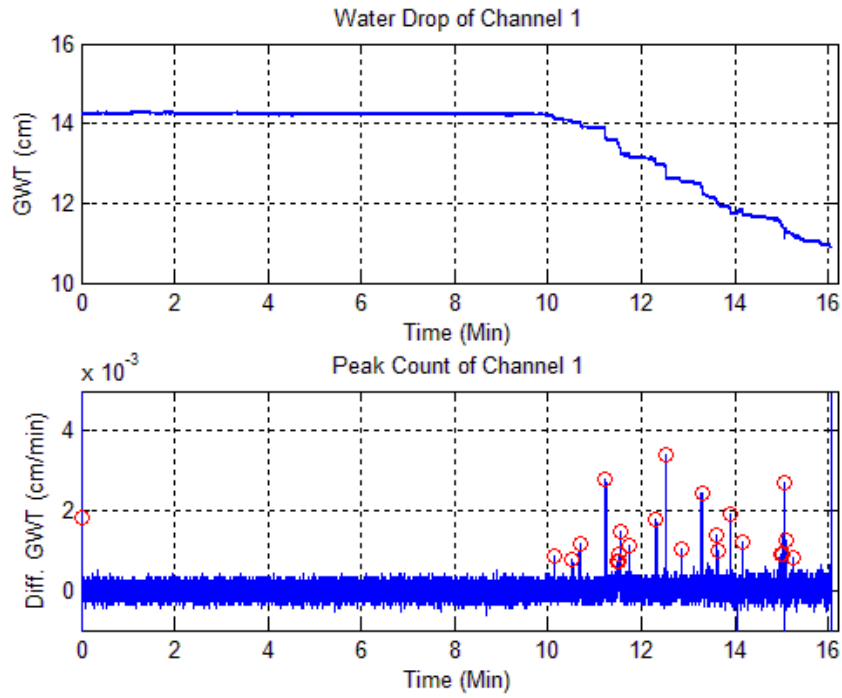 Water Drop of Channel 1
16
14
12
10
GWT (cm)
0 2 4 6 8 10 12 14 16
Time (Min)
x 10^-3
Peak Count of Channel 1
4
2
0
Diff. GWT (cm/min)
0 2 4 6 8 10 12 14 16
Time (Min)